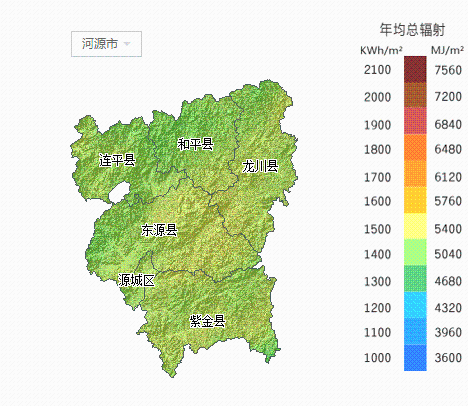 河源市
年均总辐射
KWh/m² MJ/m²
2100 7560
2000 7200
1900 6840
1800 6480
1700 6120
1600 5760
1500 5400
1400 5040
1300 4680
1200 4320
1100 3960
1000 3600
和平县
连平县
龙川县
东源县
源城区
紫金县